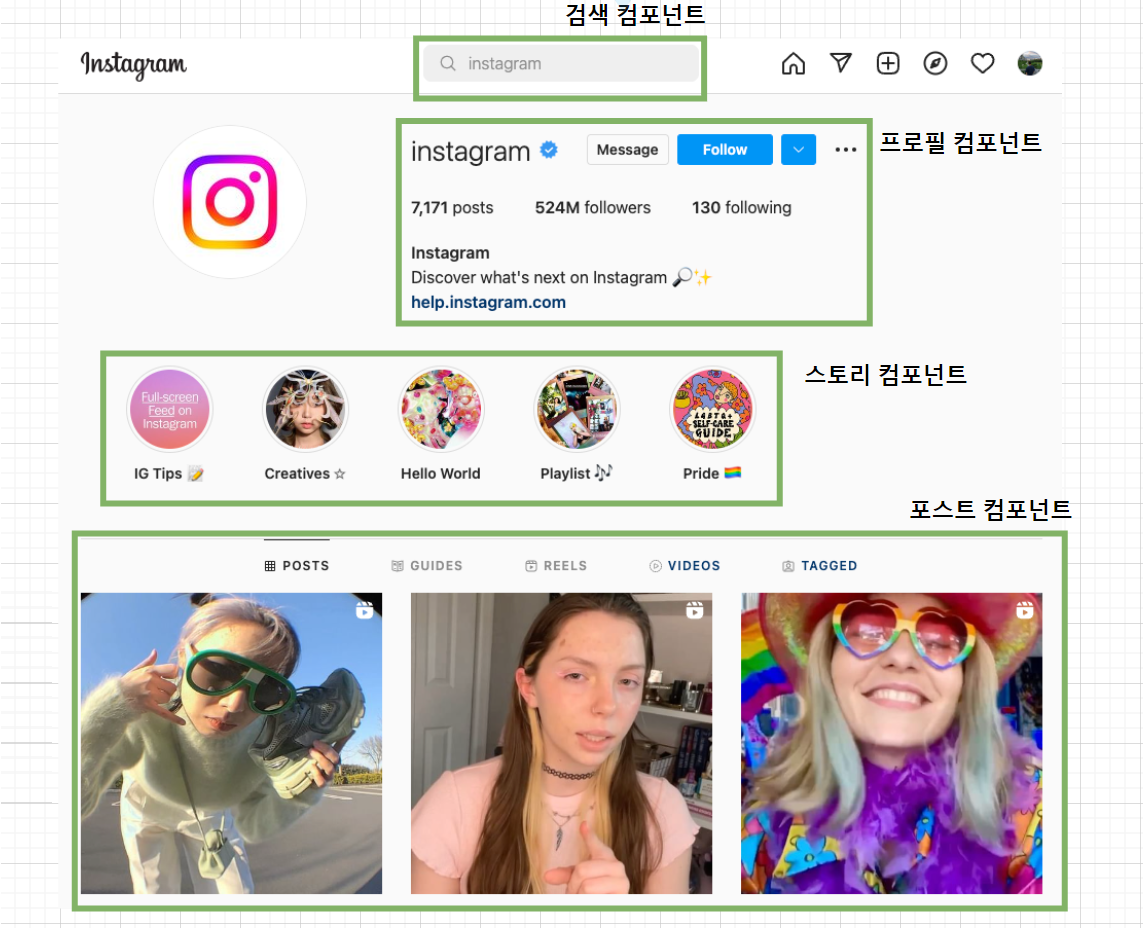 검색 컴포넌트
Instagram
instagram
instagram Message Follow
프로필 컴포넌트
7,171 posts 524M followers 130 following
Instagram
Discover what's next on Instagram 🔎✨
help.instagram.com
스토리 컴포넌트
Full-screen
Feed on
Instagram
LGBTQ+
SELF-CARE
GUIDE
IG Tips 📝 Creatives ☆ Hello World Playlist 🎶 Pride 🏳️‍🌈
포스트 컴포넌트
POSTS GUIDES REELS VIDEOS TAGGED